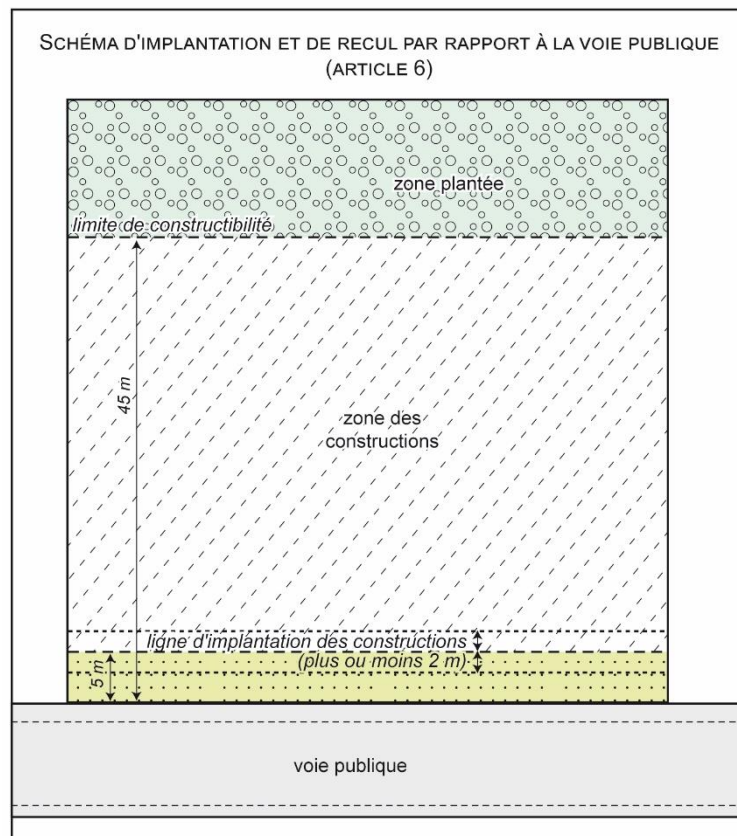 SCHÉMA D'IMPLANTATION ET DE RECUL PAR RAPPORT À LA VOIE PUBLIQUE
(ARTICLE 6)
zone plantée
limite de constructibilité
45 m
zone des
constructions
ligne d'implantation des constructions
(plus ou moins 2 m)
5 m
voie publique